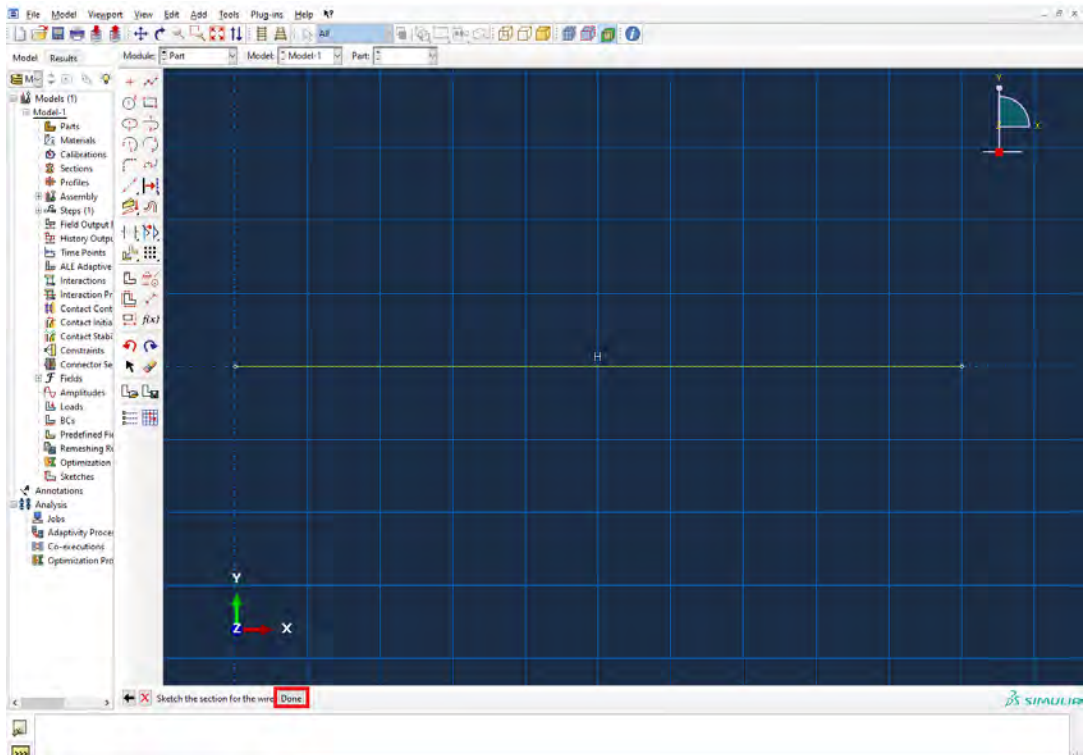 File Model Viewport View Edit Add Tools Plug-ins Help
All
Model Results Module: Part Model: Model-1 Part:
Models (1)
Model-1
Parts
Materials
Calibrations
Sections
Profiles
Assembly
Steps (1)
Field Output
History Outpu
Time Points
ALE Adaptive
Interactions
Interaction Pr
Contact Cont
Contact Initia
Contact Stabi
Constraints
Connector Se
Fields
Amplitudes
Loads
BCs
Predefined Fie
Remeshing Ru
Optimization
Sketches
Annotations
Analysis
Jobs
Adaptivity Proces
Co-executions
Optimization Pro
f(x)
Y
X
H
Y
Z X
Sketch the section for the wire Done
SIMULIA